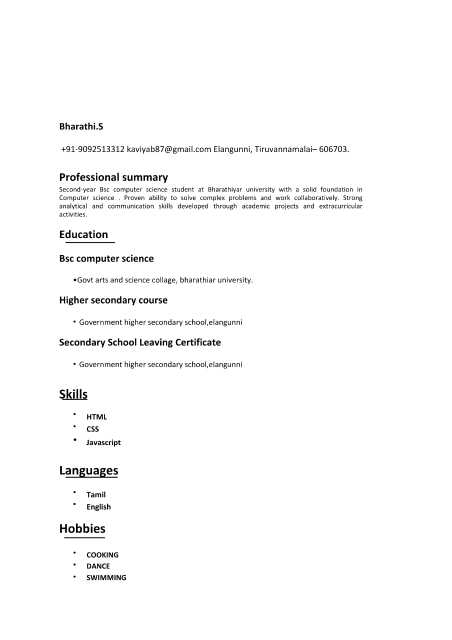 Bharathi.S
+91-9092513312 kaviyab87@gmail.com Elangunni, Tiruvannamalai– 606703.
Professional summary
Second-year Bsc computer science student at Bharathiyar university with a solid foundation in
Computer science . Proven ability to solve complex problems and work collaboratively. Strong
analytical and communication skills developed through academic projects and extracurricular
activities.
Education
Bsc computer science
•Govt arts and science collage, bharathiar university.
Higher secondary course
• Government higher secondary school,elangunni
Secondary School Leaving Certificate
• Government higher secondary school,elangunni
Skills
• HTML
• CSS
• Javascript
Languages
• Tamil
• English
Hobbies
• COOKING
• DANCE
• SWIMMING